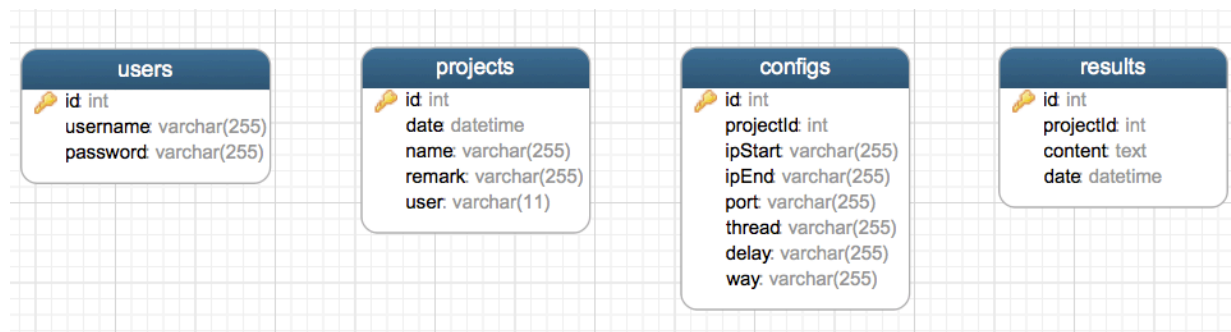 users
id: int
username: varchar(255)
password: varchar(255)
projects
id: int
date: datetime
name: varchar(255)
remark: varchar(255)
user: varchar(11)
configs
id: int
projectId: int
ipStart: varchar(255)
ipEnd: varchar(255)
port: varchar(255)
thread: varchar(255)
delay: varchar(255)
way: varchar(255)
results
id: int
projectId: int
content: text
date: datetime